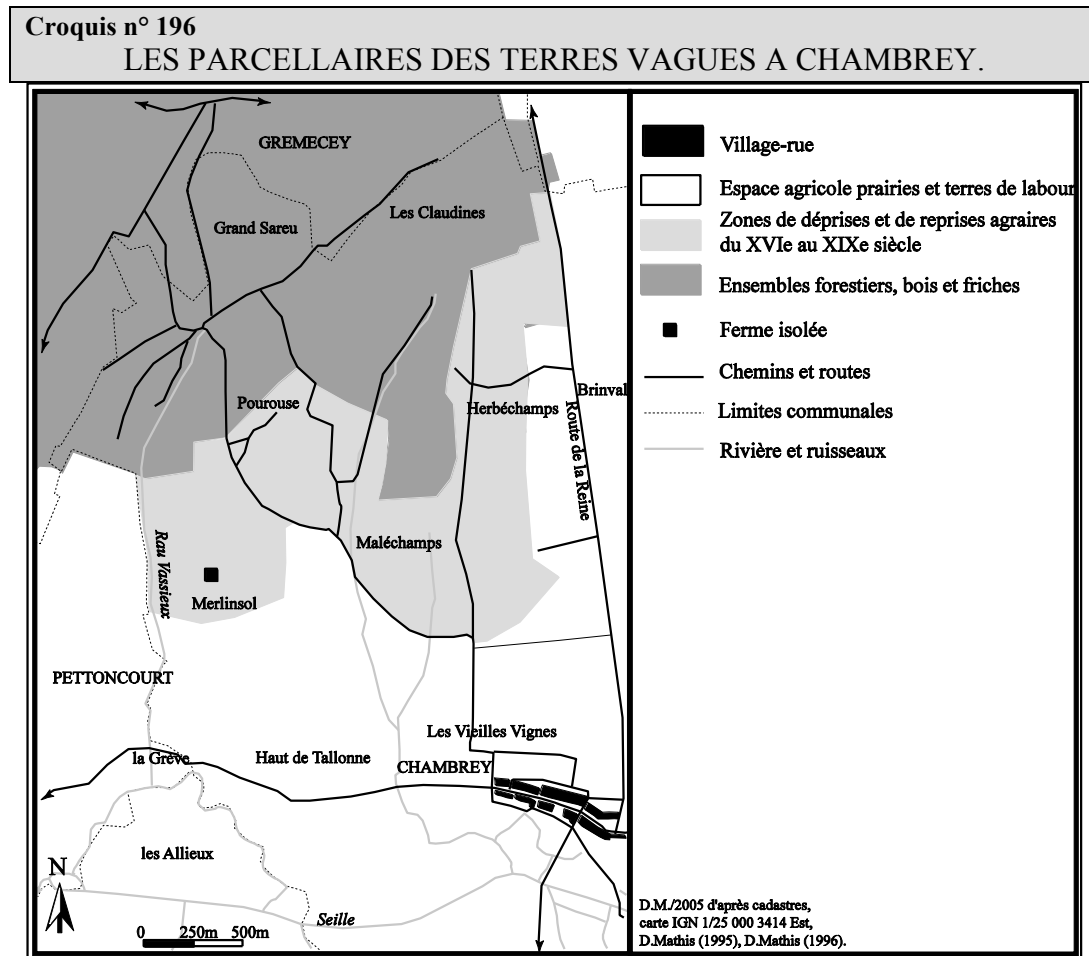 Croquis n° 196
LES PARCELLAIRES DES TERRES VAGUES A CHAMBREY.
GREMECEY
Grand Sareu
Les Claudines
Pourouse
Herbéchamps
Brinval
Route de la Reine
Maléchamps
Rau Vassieux
Merlinsol
PETTONCOURT
Les Vieilles Vignes
la Grève
Haut de Tallonne
CHAMBREY
les Allieux
N
Seille
0 250m 500m
Village-rue
Espace agricole prairies et terres de labour
Zones de déprises et de reprises agraires
du XVIe au XIXe siècle
Ensembles forestiers, bois et friches
Ferme isolée
Chemins et routes
Limites communales
Rivière et ruisseaux
D.M./2005 d'après cadastres,
carte IGN 1/25 000 3414 Est,
D.Mathis (1995), D.Mathis (1996).